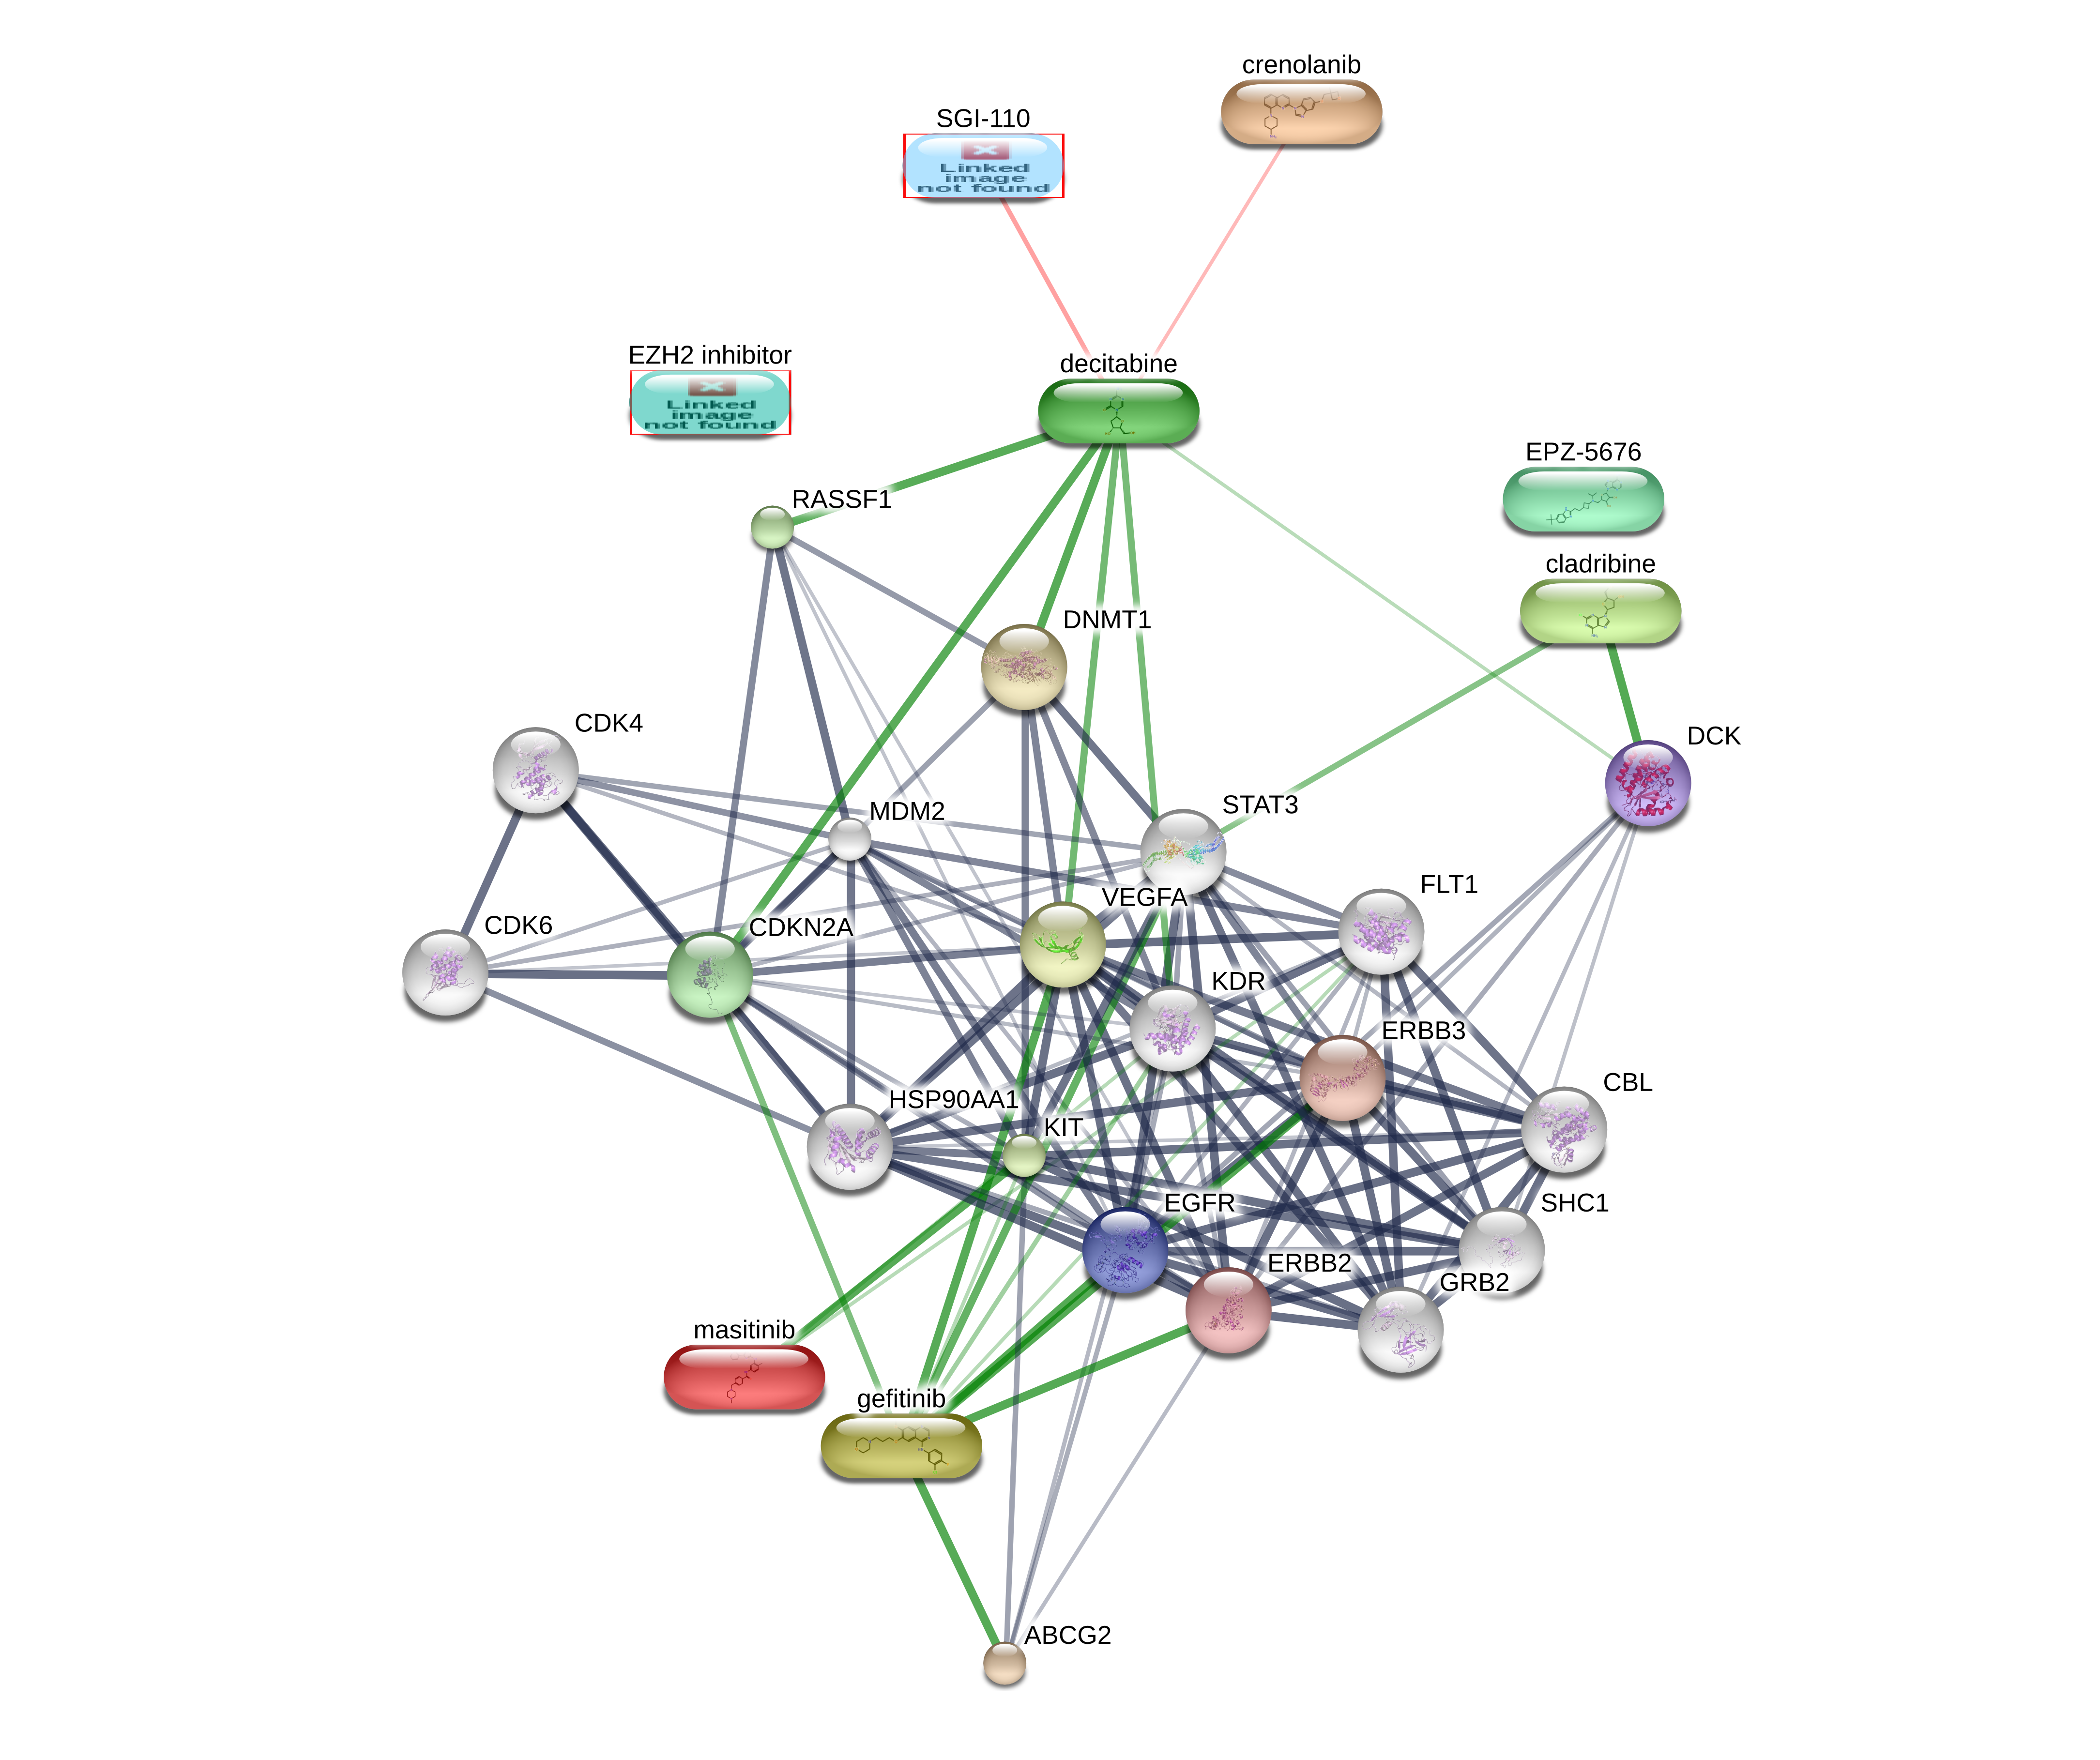 crenolanib
SGI-110
Linked
image
not found
EZH2 inhibitor
Linked
image
not found
decitabine
EPZ-5676
RASSF1
cladribine
DNMT1
CDK4
DCK
MDM2
STAT3
FLT1
VEGFA
CDK6
CDKN2A
KDR
ERBB3
CBL
HSP90AA1
KIT
EGFR
SHC1
ERBB2
GRB2
masitinib
gefitinib
ABCG2